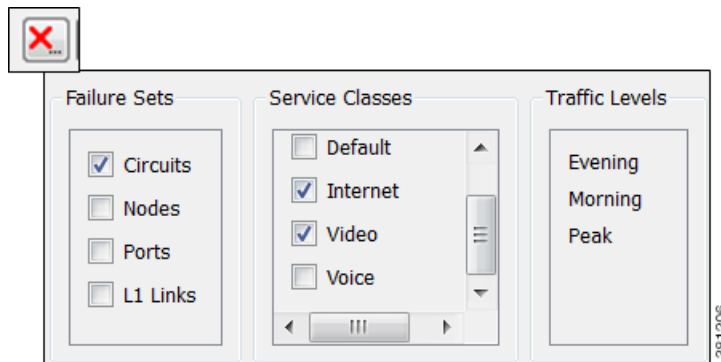 Failure Sets
Circuits
Nodes
Ports
L1 Links
Service Classes
Default
Internet
Video
Voice
Traffic Levels
Evening
Morning
Peak